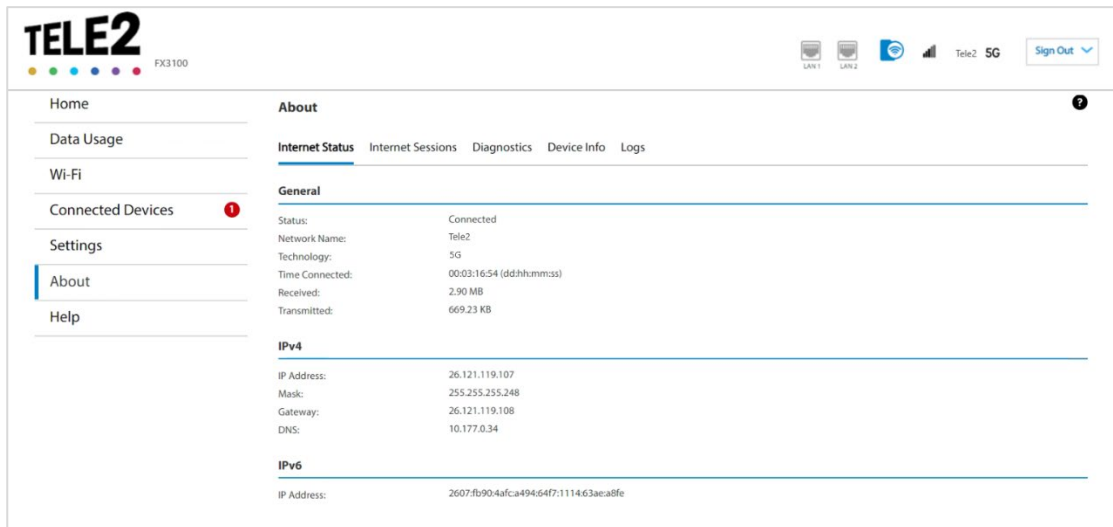 TELE2
FX3100
LAN 1 LAN 2 Tele2 5G Sign Out
Home
Data Usage
Wi-Fi
Connected Devices 1
Settings
About
Help
About ?
Internet Status Internet Sessions Diagnostics Device Info Logs
General
Status: Connected
Network Name: Tele2
Technology: 5G
Time Connected: 00:03:16:54 (dd:hh:mm:ss)
Received: 2.90 MB
Transmitted: 669.23 KB
IPv4
IP Address: 26.121.119.107
Mask: 255.255.255.248
Gateway: 26.121.119.108
DNS: 10.177.0.34
IPv6
IP Address: 2607:fb90:4afc:a494:64f7:1114:63ae:a8fe